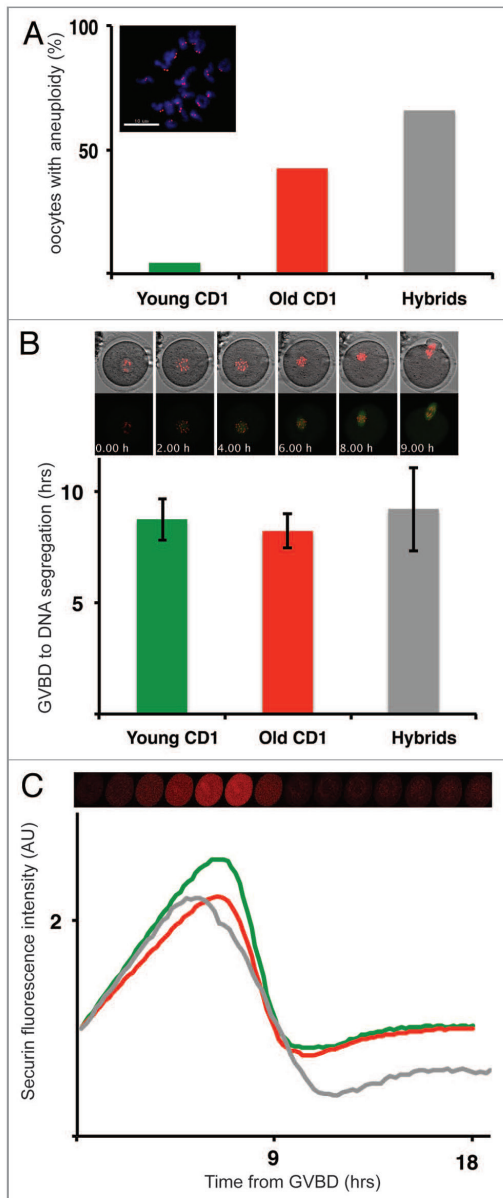 A
oocytes with aneuploidy (%)
100
50
10 um
Young CD1
Old CD1
Hybrids
B
0.00 h
2.00 h
4.00 h
6.00 h
8.00 h
9.00 h
GVBD to DNA segregation (hrs)
10
5
Young CD1
Old CD1
Hybrids
C
Securin fluorescence intensity (AU)
2
9
18
Time from GVBD (hrs)